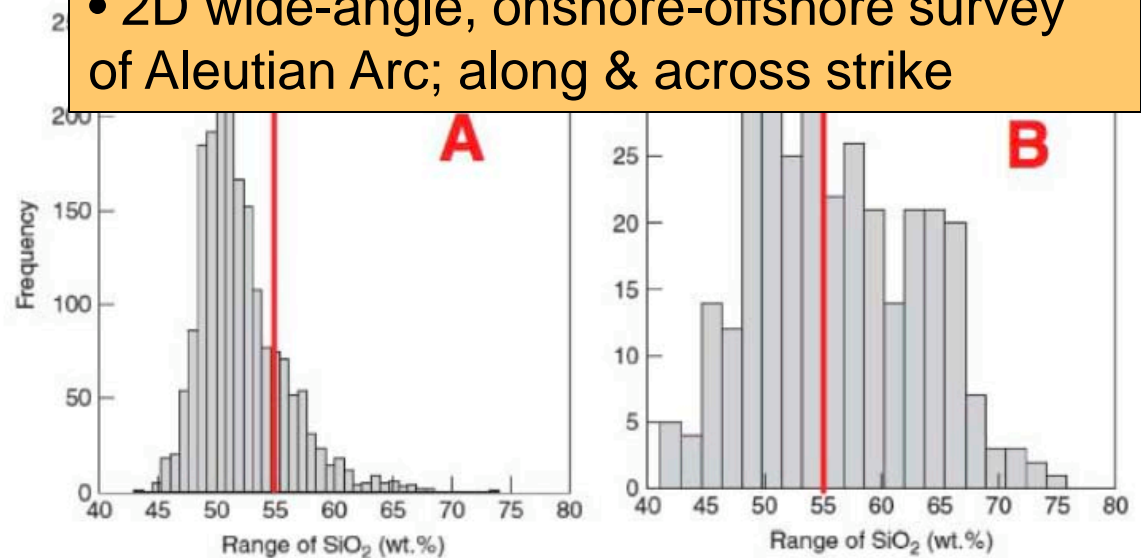 • 2D wide-angle, onshore-offshore survey
of Aleutian Arc; along & across strike
A
B
Frequency
200
150
100
50
0
40 45 50 55 60 65 70 75 80
Range of SiO₂ (wt.%)
25
20
15
10
5
0
40 45 50 55 60 65 70 75 80
Range of SiO₂ (wt.%)